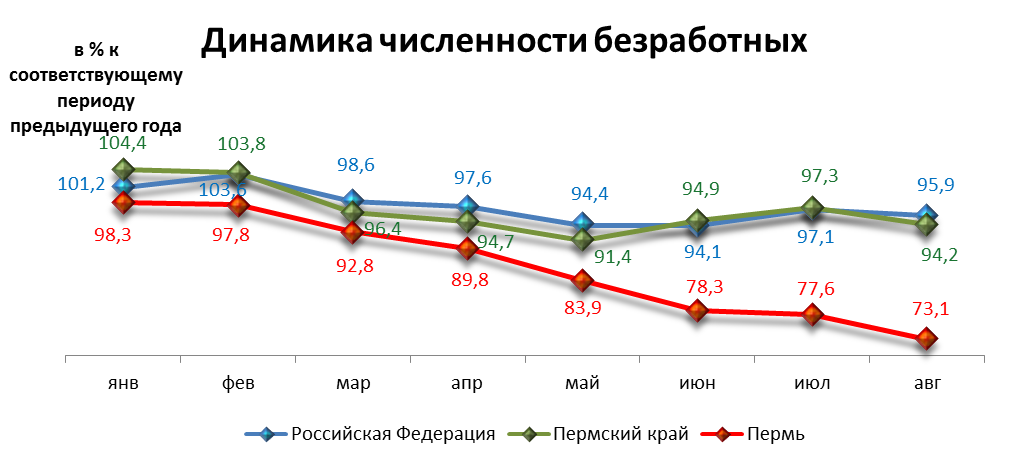 Динамика численности безработных
в % к
соответствующему
периоду
предыдущего года
104,4 103,8 98,6 97,6 94,4 94,9 97,3 95,9
101,2 103,6 96,4 94,7 91,4 94,1 97,1 94,2
98,3 97,8 92,8 89,8 83,9 78,3 77,6 73,1
янв фев мар апр май июн июл авг
Российская Федерация Пермский край Пермь